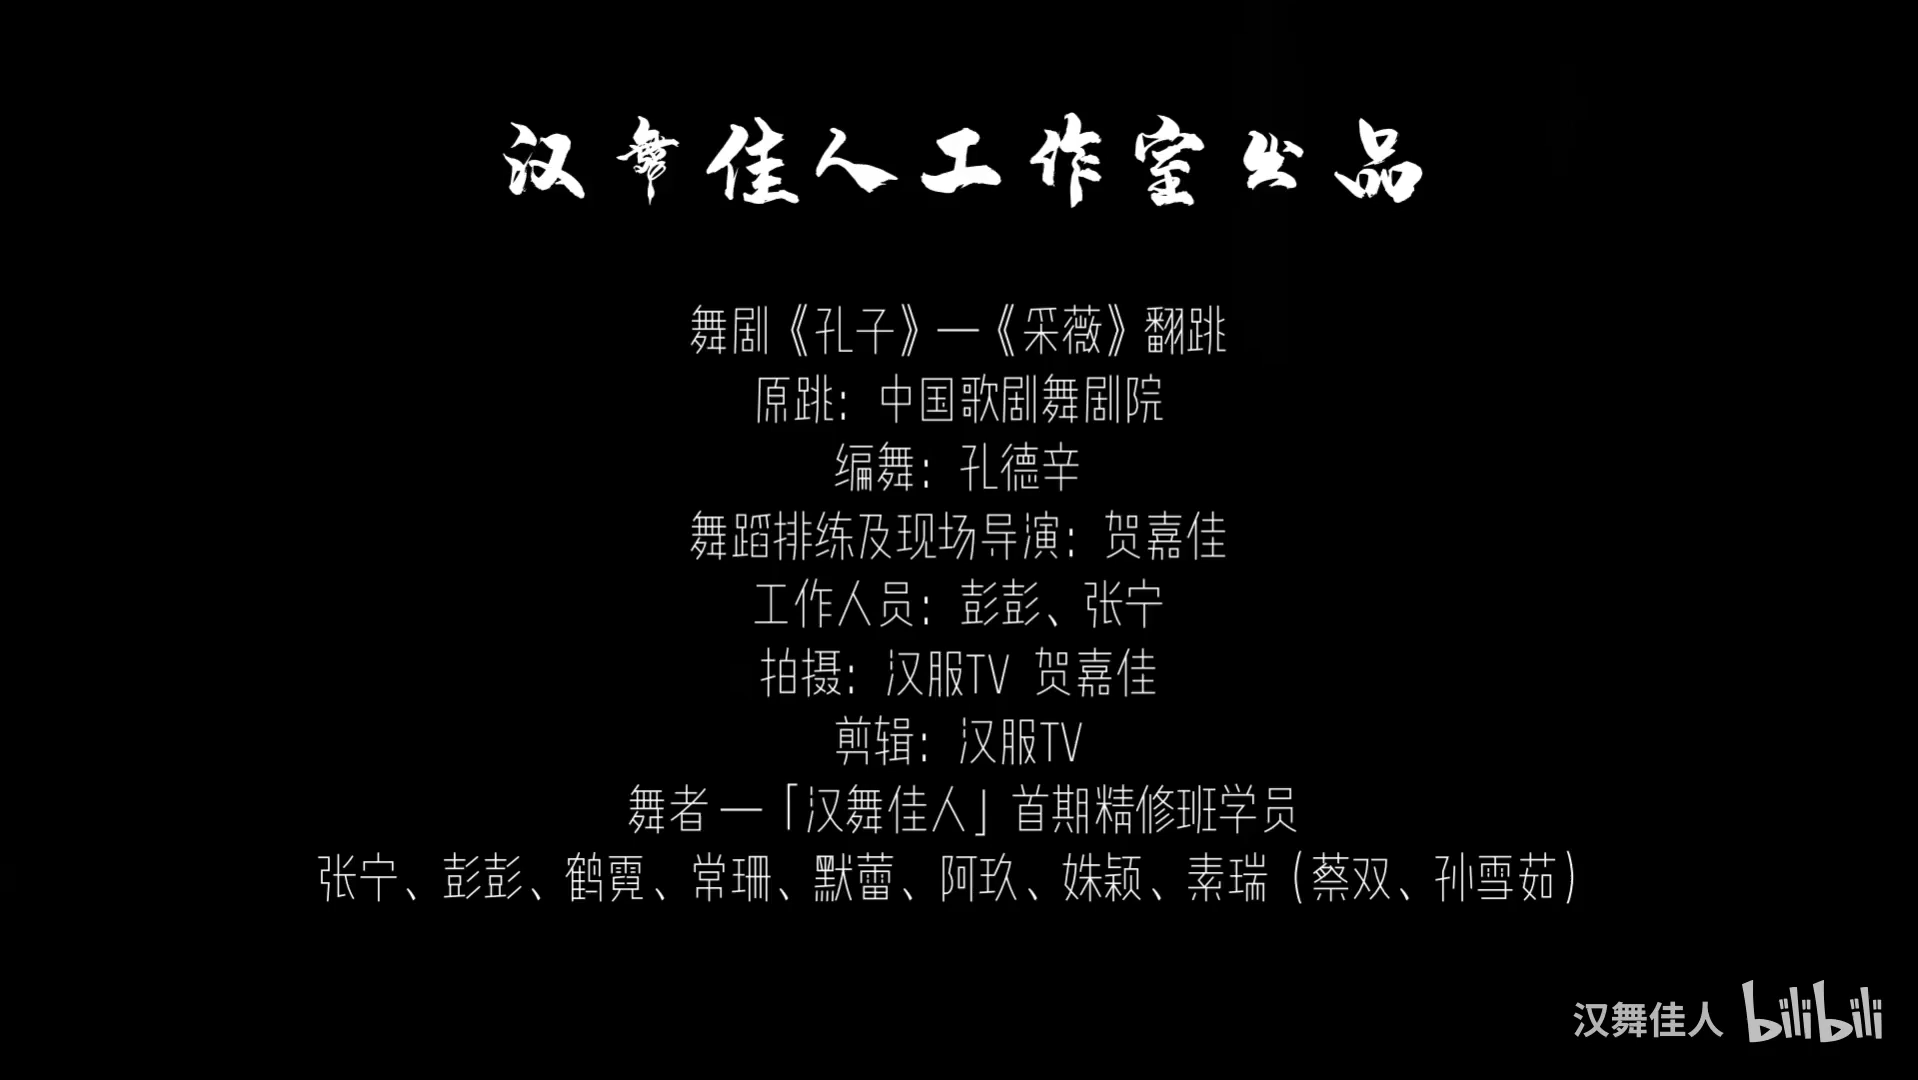 汉舞佳人工作室出品
舞剧《孔子》—《采薇》翻跳
原跳：中国歌剧舞剧院
编舞：孔德辛
舞蹈排练及现场导演：贺嘉佳
工作人员：彭彭、张宁
拍摄：汉服TV 贺嘉佳
剪辑：汉服TV
舞者—「汉舞佳人」首期精修班学员
张宁、彭彭、鹤霓、常珊、默蕾、阿玖、姝颖、素瑞（蔡双、孙雪茹）
汉舞佳人 bilibili